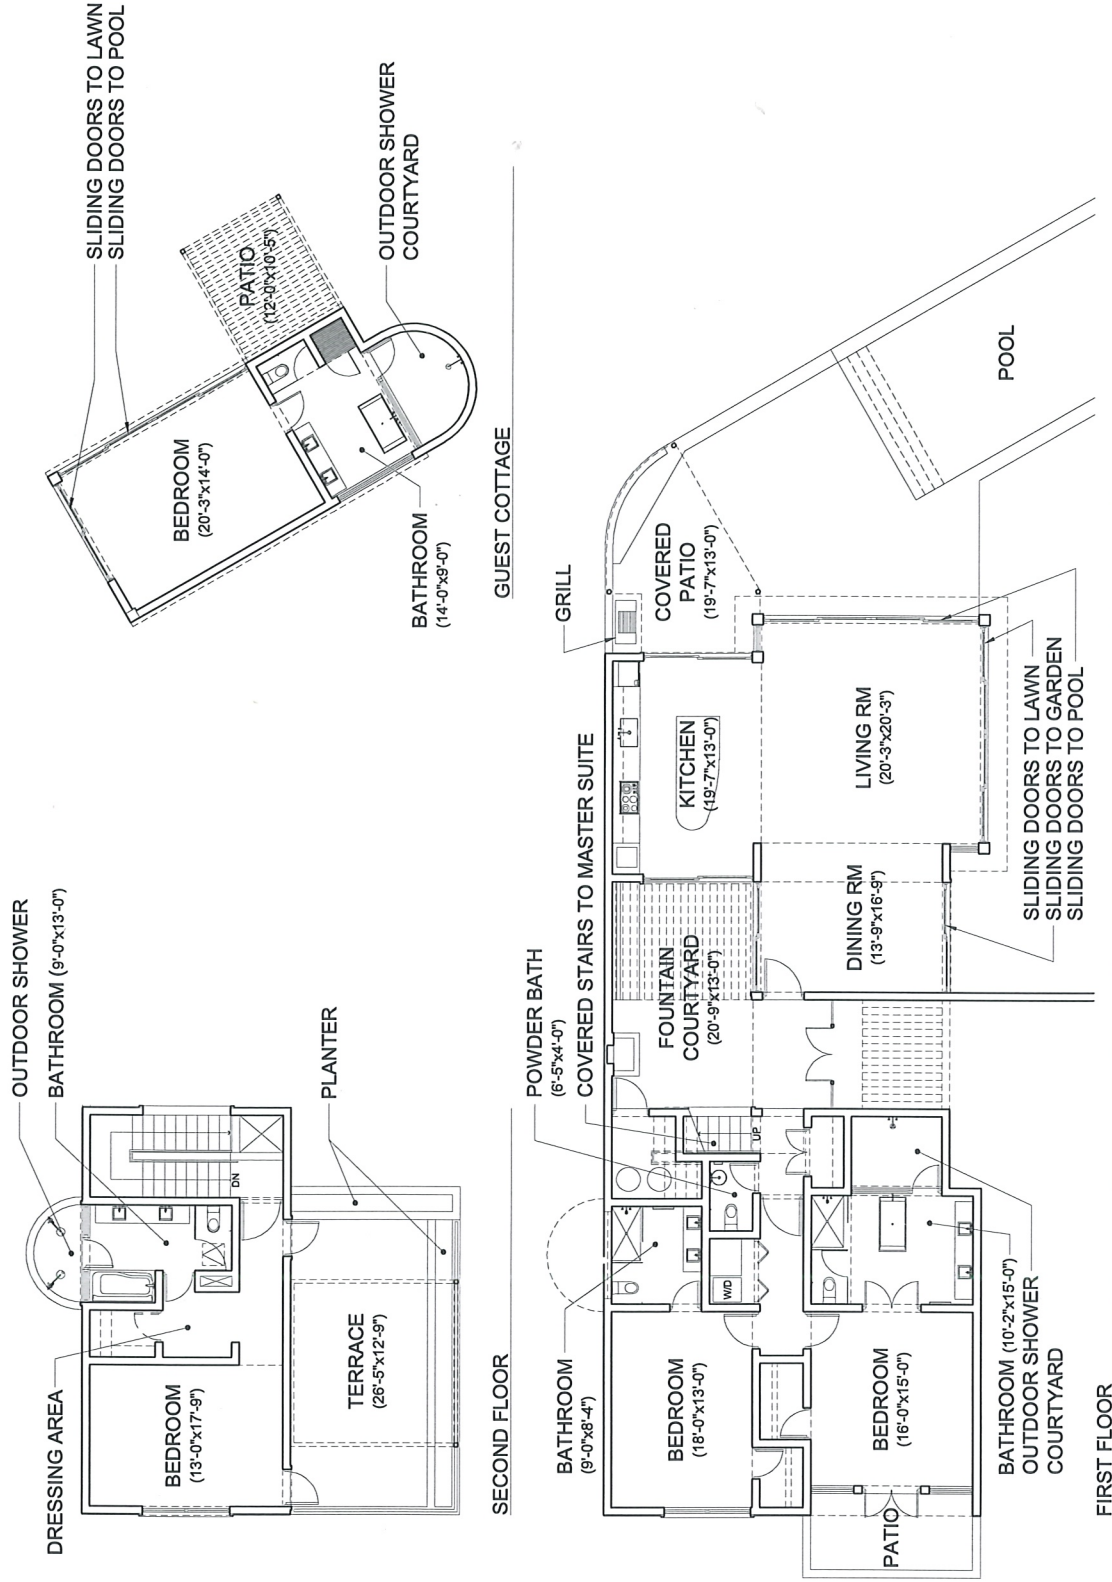 DRESSING AREA
OUTDOOR SHOWER
BATHROOM (9'-0"x13'-0")
BEDROOM
(13'-0"x17'-9")
DN
TERRACE
(26'-5"x12'-9")
PLANTER
SECOND FLOOR
SLIDING DOORS TO LAWN
SLIDING DOORS TO POOL
BEDROOM
(20'-3"x14'-0")
PATIO
(12'-0"x10'-5")
OUTDOOR SHOWER
COURTYARD
BATHROOM
(14'-0"x9'-0")
GUEST COTTAGE
BATHROOM
(9'-0"x8'-4")
POWDER BATH
(6'-5"x4'-0")
COVERED STAIRS TO MASTER SUITE
GRILL
BEDROOM
(18'-0"x13'-0")
W/D
UP
FOUNTAIN
COURTYARD
(20'-9"x13'-0")
KITCHEN
(19'-7"x13'-0")
COVERED
PATIO
(19'-7"x13'-0")
PATIO
BEDROOM
(16'-0"x15'-0")
DINING RM
(13'-9"x16'-9")
LIVING RM
(20'-3"x20'-3")
POOL
BATHROOM (10'-2"x15'-0")
OUTDOOR SHOWER
COURTYARD
SLIDING DOORS TO LAWN
SLIDING DOORS TO GARDEN
SLIDING DOORS TO POOL
FIRST FLOOR